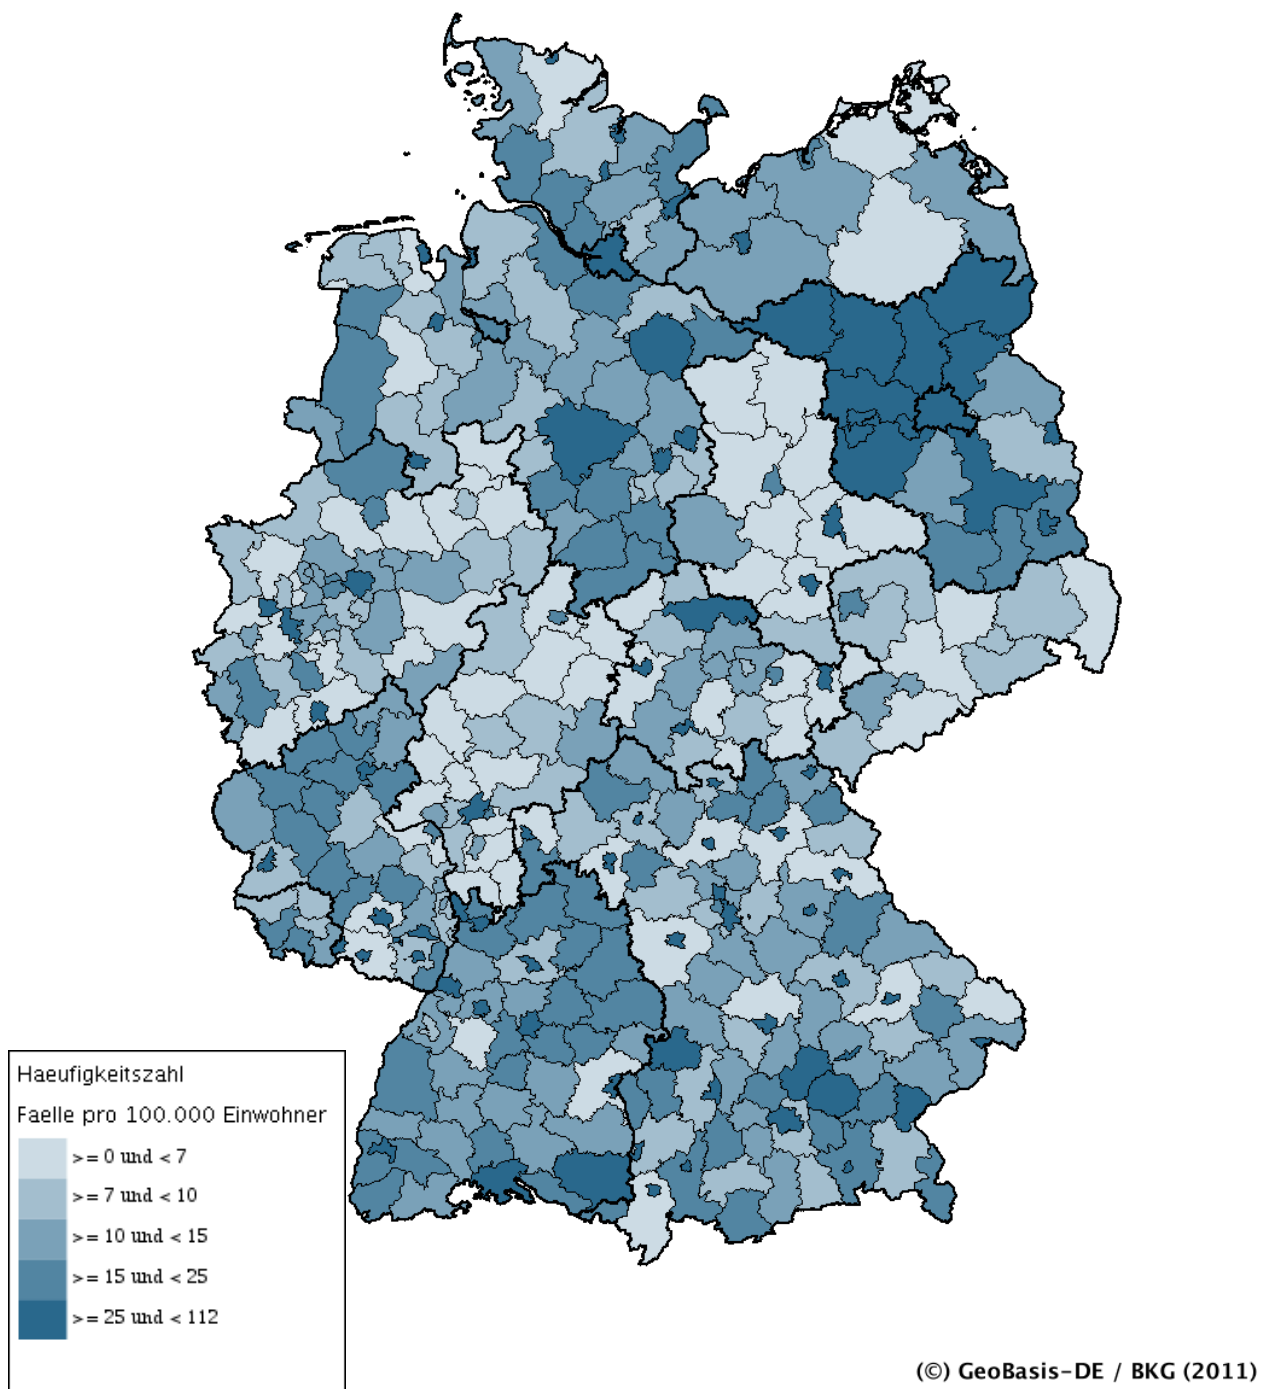 Haeufigkeitszahl
Faelle pro 100.000 Einwohner
>= 0 und < 7
>= 7 und < 10
>= 10 und < 15
>= 15 und < 25
>= 25 und < 112
(©) GeoBasis-DE / BKG (2011)